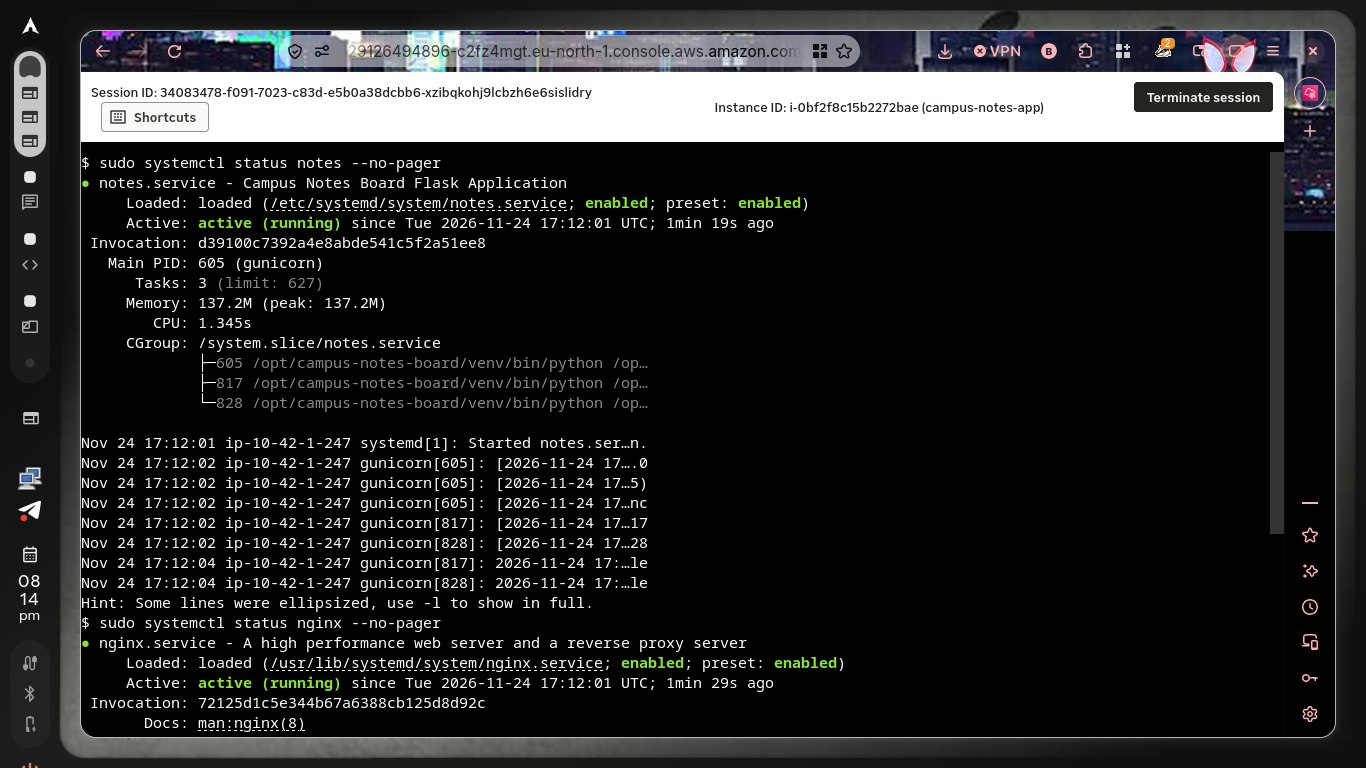 29126494896-c2fz4mgt.eu-north-1.console.aws.amazon.com
VPN
B
2
Session ID: 34083478-f091-7023-c83d-e5b0a38dcbb6-xzibqkohj9lcbzh6e6sislidry
Shortcuts
Instance ID: i-0bf2f8c15b2272bae (campus-notes-app)
Terminate session
$ sudo systemctl status notes --no-pager
● notes.service - Campus Notes Board Flask Application
Loaded: loaded (/etc/systemd/system/notes.service; enabled; preset: enabled)
Active: active (running) since Tue 2026-11-24 17:12:01 UTC; 1min 19s ago
Invocation: d39100c7392a4e8abde541c5f2a51ee8
Main PID: 605 (gunicorn)
Tasks: 3 (limit: 627)
Memory: 137.2M (peak: 137.2M)
CPU: 1.345s
CGroup: /system.slice/notes.service
├─605 /opt/campus-notes-board/venv/bin/python /op…
├─817 /opt/campus-notes-board/venv/bin/python /op…
└─828 /opt/campus-notes-board/venv/bin/python /op…
Nov 24 17:12:01 ip-10-42-1-247 systemd[1]: Started notes.ser…n.
Nov 24 17:12:02 ip-10-42-1-247 gunicorn[605]: [2026-11-24 17….0
Nov 24 17:12:02 ip-10-42-1-247 gunicorn[605]: [2026-11-24 17…5)
Nov 24 17:12:02 ip-10-42-1-247 gunicorn[605]: [2026-11-24 17…nc
Nov 24 17:12:02 ip-10-42-1-247 gunicorn[817]: [2026-11-24 17…17
Nov 24 17:12:02 ip-10-42-1-247 gunicorn[828]: [2026-11-24 17…28
Nov 24 17:12:04 ip-10-42-1-247 gunicorn[817]: 2026-11-24 17:…le
Nov 24 17:12:04 ip-10-42-1-247 gunicorn[828]: 2026-11-24 17:…le
Hint: Some lines were ellipsized, use -l to show in full.
$ sudo systemctl status nginx --no-pager
● nginx.service - A high performance web server and a reverse proxy server
Loaded: loaded (/usr/lib/systemd/system/nginx.service; enabled; preset: enabled)
Active: active (running) since Tue 2026-11-24 17:12:01 UTC; 1min 29s ago
Invocation: 72125d1c5e344b67a6388cb125d8d92c
Docs: man:nginx(8)
08
14
pm